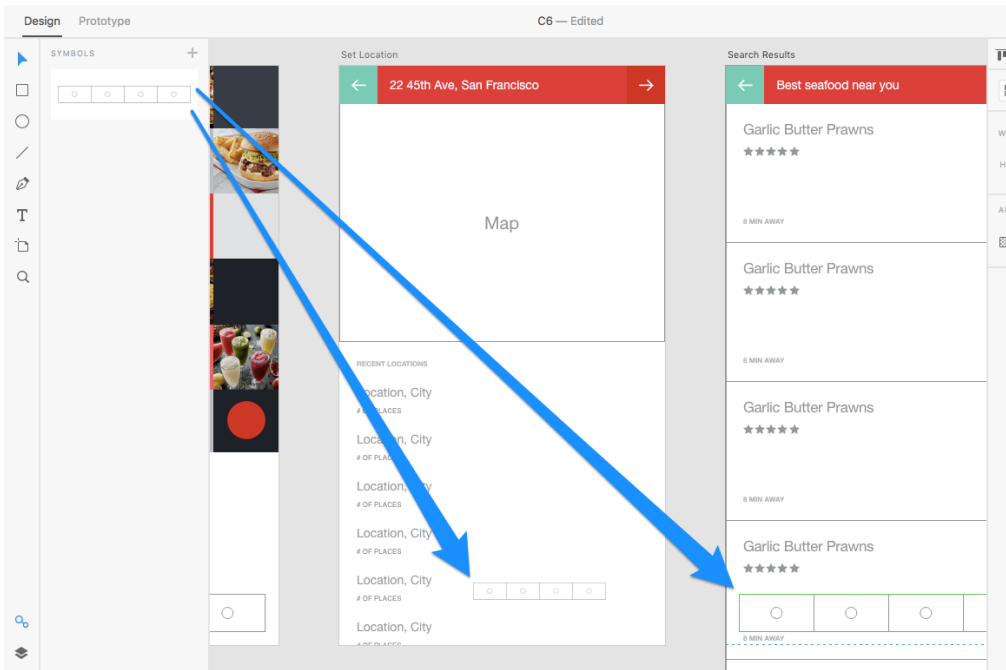 Design Prototype
C6 — Edited
SYMBOLS
Set Location
22 45th Ave, San Francisco
Map
RECENT LOCATIONS
Location, City
# OF PLACES
Location, City
# OF PLACES
Location, City
# OF PLACES
Location, City
# OF PLACES
Location, City
# OF PLACES
Location, City
# OF PLACES
Search Results
Best seafood near you
Garlic Butter Prawns
8 MIN AWAY
Garlic Butter Prawns
8 MIN AWAY
Garlic Butter Prawns
8 MIN AWAY
Garlic Butter Prawns
8 MIN AWAY
W
H